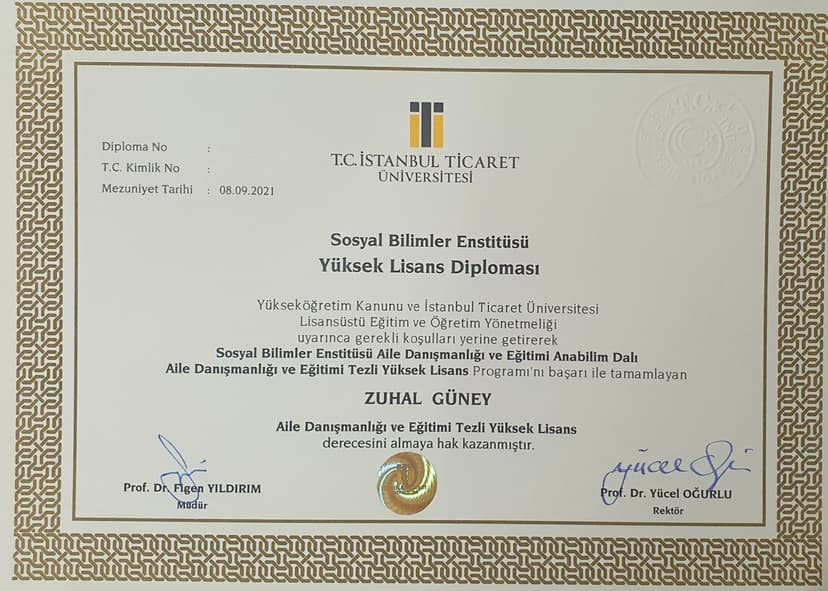 Diploma No :
T.C. Kimlik No :
Mezuniyet Tarihi : 08.09.2021
T.C. İSTANBUL TİCARET
ÜNİVERSİTESİ
Sosyal Bilimler Enstitüsü
Yüksek Lisans Diploması
Yükseköğretim Kanunu ve İstanbul Ticaret Üniversitesi
Lisansüstü Eğitim ve Öğretim Yönetmeliği
uyarınca gerekli koşulları yerine getirerek
Sosyal Bilimler Enstitüsü Aile Danışmanlığı ve Eğitimi Anabilim Dalı
Aile Danışmanlığı ve Eğitimi Tezli Yüksek Lisans Programı'nı başarı ile tamamlayan
ZUHAL GÜNEY
Aile Danışmanlığı ve Eğitimi Tezli Yüksek Lisans
derecesini almaya hak kazanmıştır.
Prof. Dr. Figen YILDIRIM
Müdür
yücel
Prof. Dr. Yücel OĞURLU
Rektör